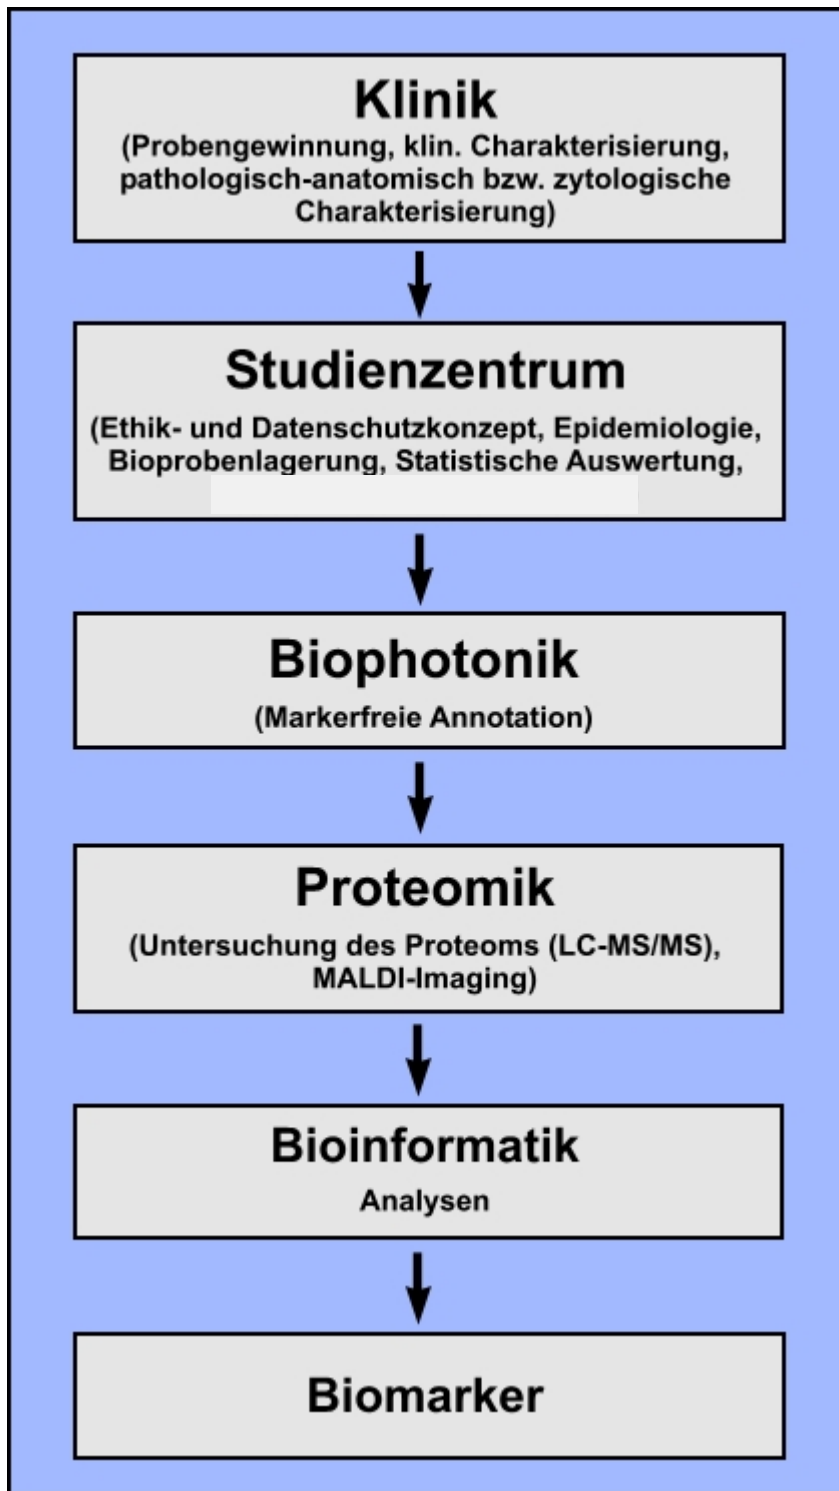 Klinik
(Probengewinnung, klin. Charakterisierung,
pathologisch-anatomisch bzw. zytologische
Charakterisierung)
Studienzentrum
(Ethik- und Datenschutzkonzept, Epidemiologie,
Bioprobenlagerung, Statistische Auswertung,
Biophotonik
(Markerfreie Annotation)
Proteomik
(Untersuchung des Proteoms (LC-MS/MS),
MALDI-Imaging)
Bioinformatik
Analysen
Biomarker